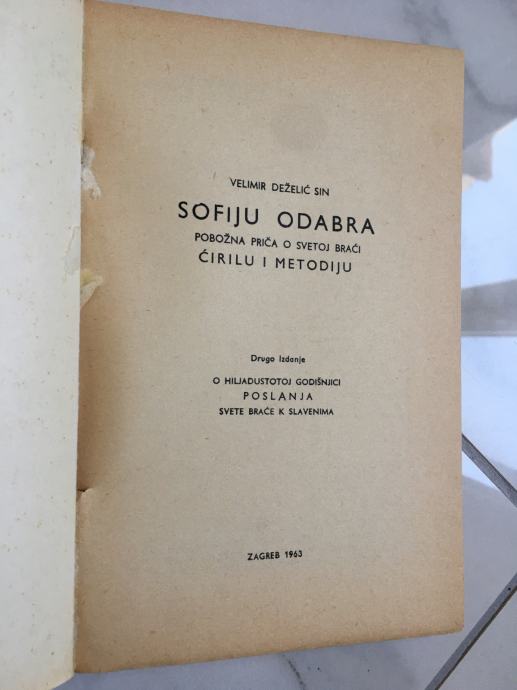 VELIMIR DEŽELIĆ SIN
SOFIJU ODABRA
POBOŽNA PRIČA O SVETOJ BRAĆI
ĆIRILU I METODIJU
Drugo Izdanje
O HILJADUSTOTOJ GODIŠNJICI
POSLANJA
SVETE BRAĆE K SLAVENIMA
ZAGREB 1963